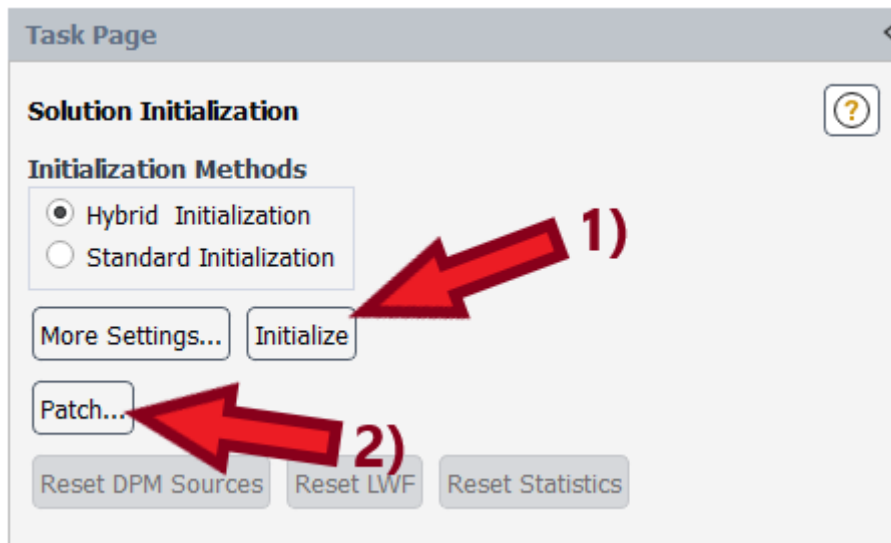 Task Page
Solution Initialization
?
Initialization Methods
Hybrid Initialization
Standard Initialization
1)
More Settings... Initialize
Patch...
2)
Reset DPM Sources Reset LWF Reset Statistics